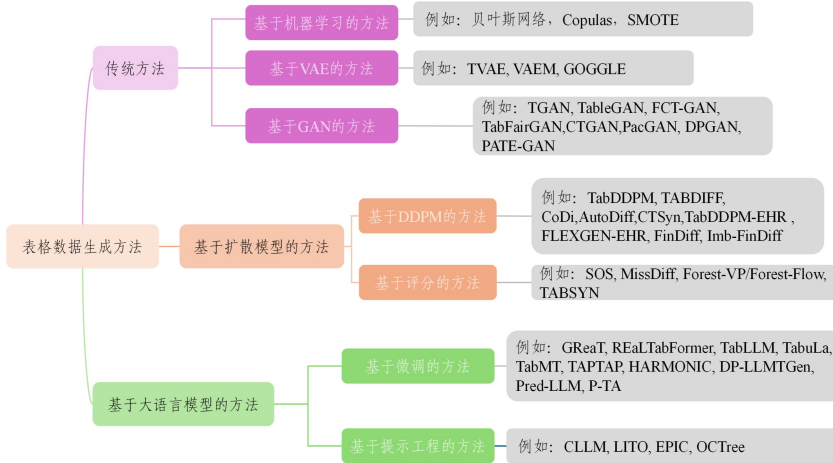 基于机器学习的方法
例如：贝叶斯网络，Copulas，SMOTE
传统方法
基于VAE的方法
例如：TVAE, VAEM, GOGGLE
基于GAN的方法
例如：TGAN, TableGAN, FCT-GAN,
TabFairGAN,CTGAN,PacGAN, DPGAN,
PATE-GAN
表格数据生成方法
基于扩散模型的方法
基于DDPM的方法
例如：TabDDPM, TABDIFF,
CoDi,AutoDiff,CTSyn,TabDDPM-EHR ,
FLEXGEN-EHR, FinDiff, Imb-FinDiff
基于评分的方法
例如：SOS, MissDiff, Forest-VP/Forest-Flow,
TABSYN
基于大语言模型的方法
基于微调的方法
例如：GReaT, REaLTabFormer, TabLLM, TabuLa,
TabMT, TAPTAP, HARMONIC, DP-LLMTGen,
Pred-LLM, P-TA
基于提示工程的方法
例如：CLLM, LITO, EPIC, OCTree